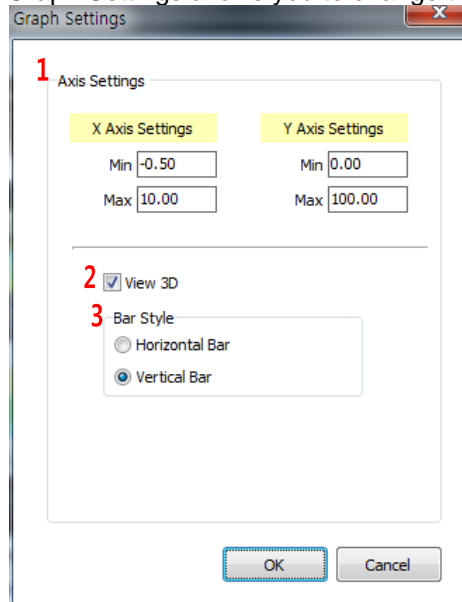 Graph Settings
1
Axis Settings
X Axis Settings Y Axis Settings
Min -0.50 Min 0.00
Max 10.00 Max 100.00
2 View 3D
3 Bar Style
Horizontal Bar
Vertical Bar
OK Cancel